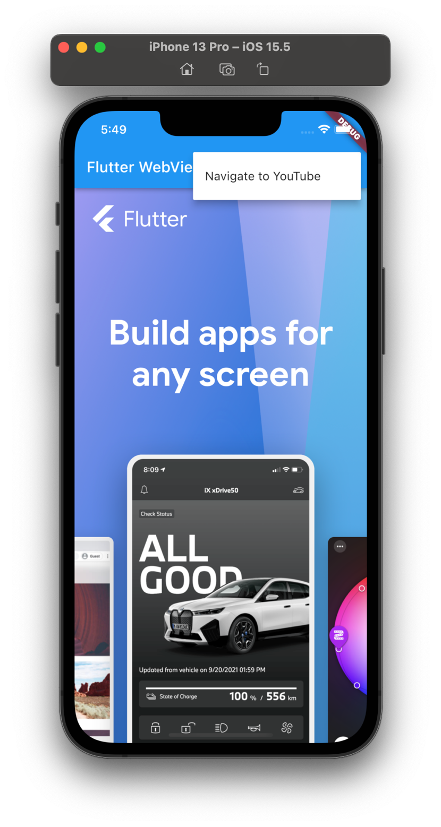 iPhone 13 Pro – iOS 15.5
5:49
DEBUG
Flutter WebVie
Navigate to YouTube
Flutter
Build apps for
any screen
8:09
iX xDrive50
Check Status
ALL
GOOD
Guest
Updated from vehicle on 9/20/2021 01:59 PM
State of Charge
100 % / 556 km